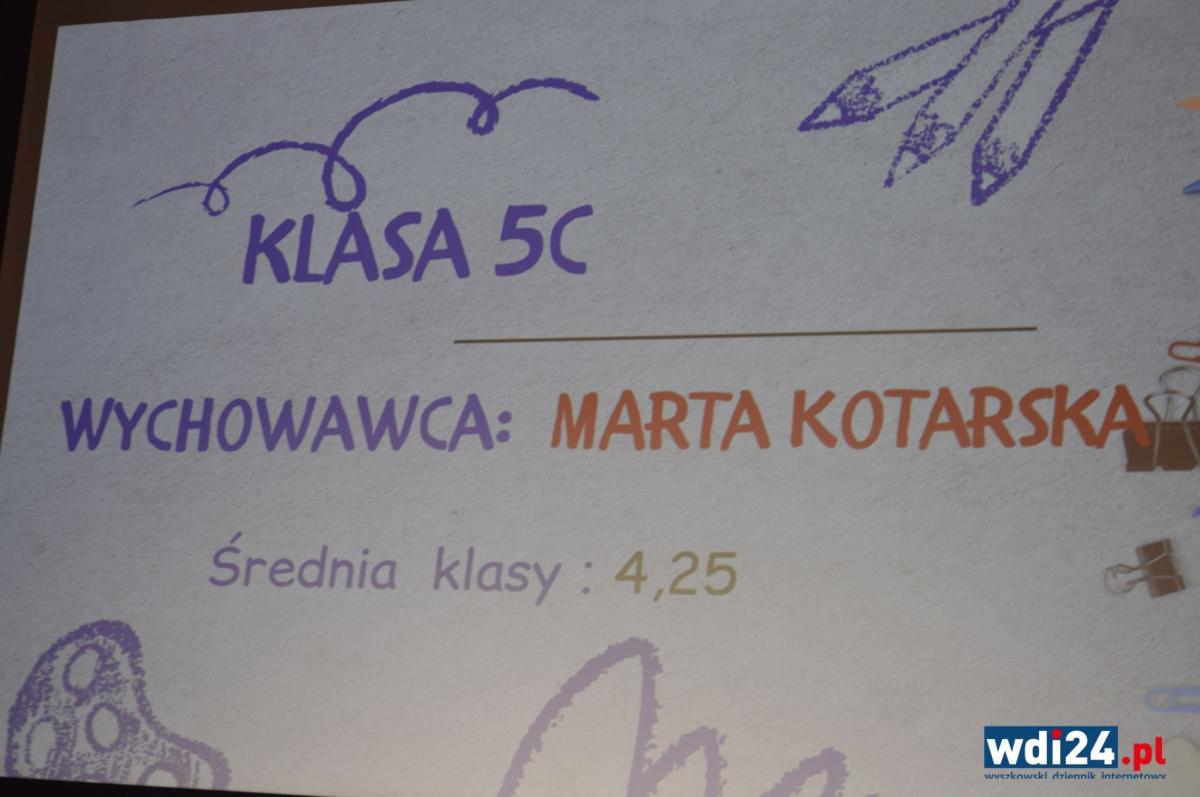 KLASA 5C
WYCHOWAWCA: MARTA KOTARSKA
Średnia klasy : 4,25
wdi24.pl
wyszkowski dziennik internetowy